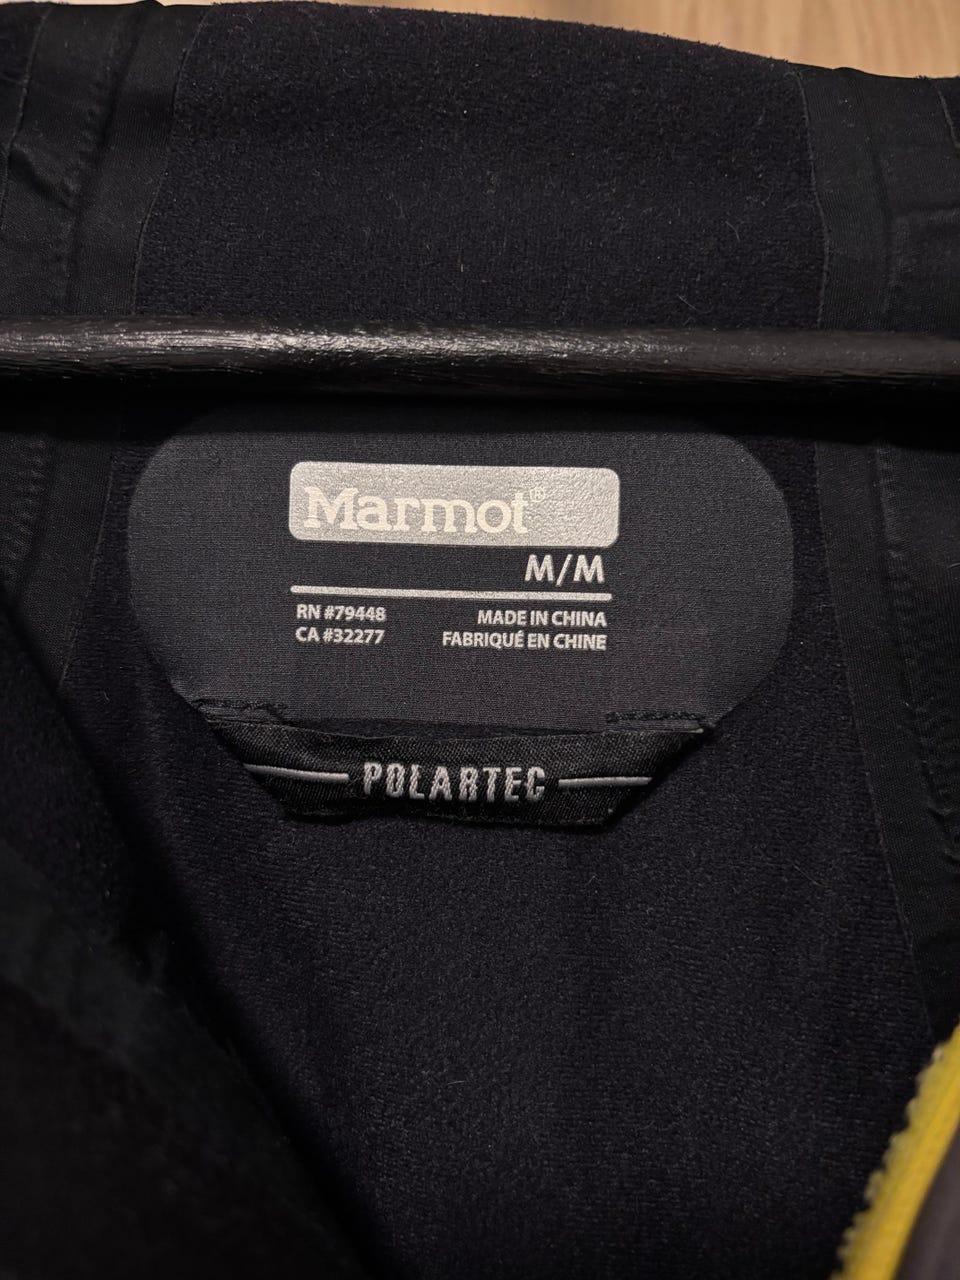 Marmot®
M/M
RN #79448
CA #32277
MADE IN CHINA
FABRIQUÉ EN CHINE
POLARTEC